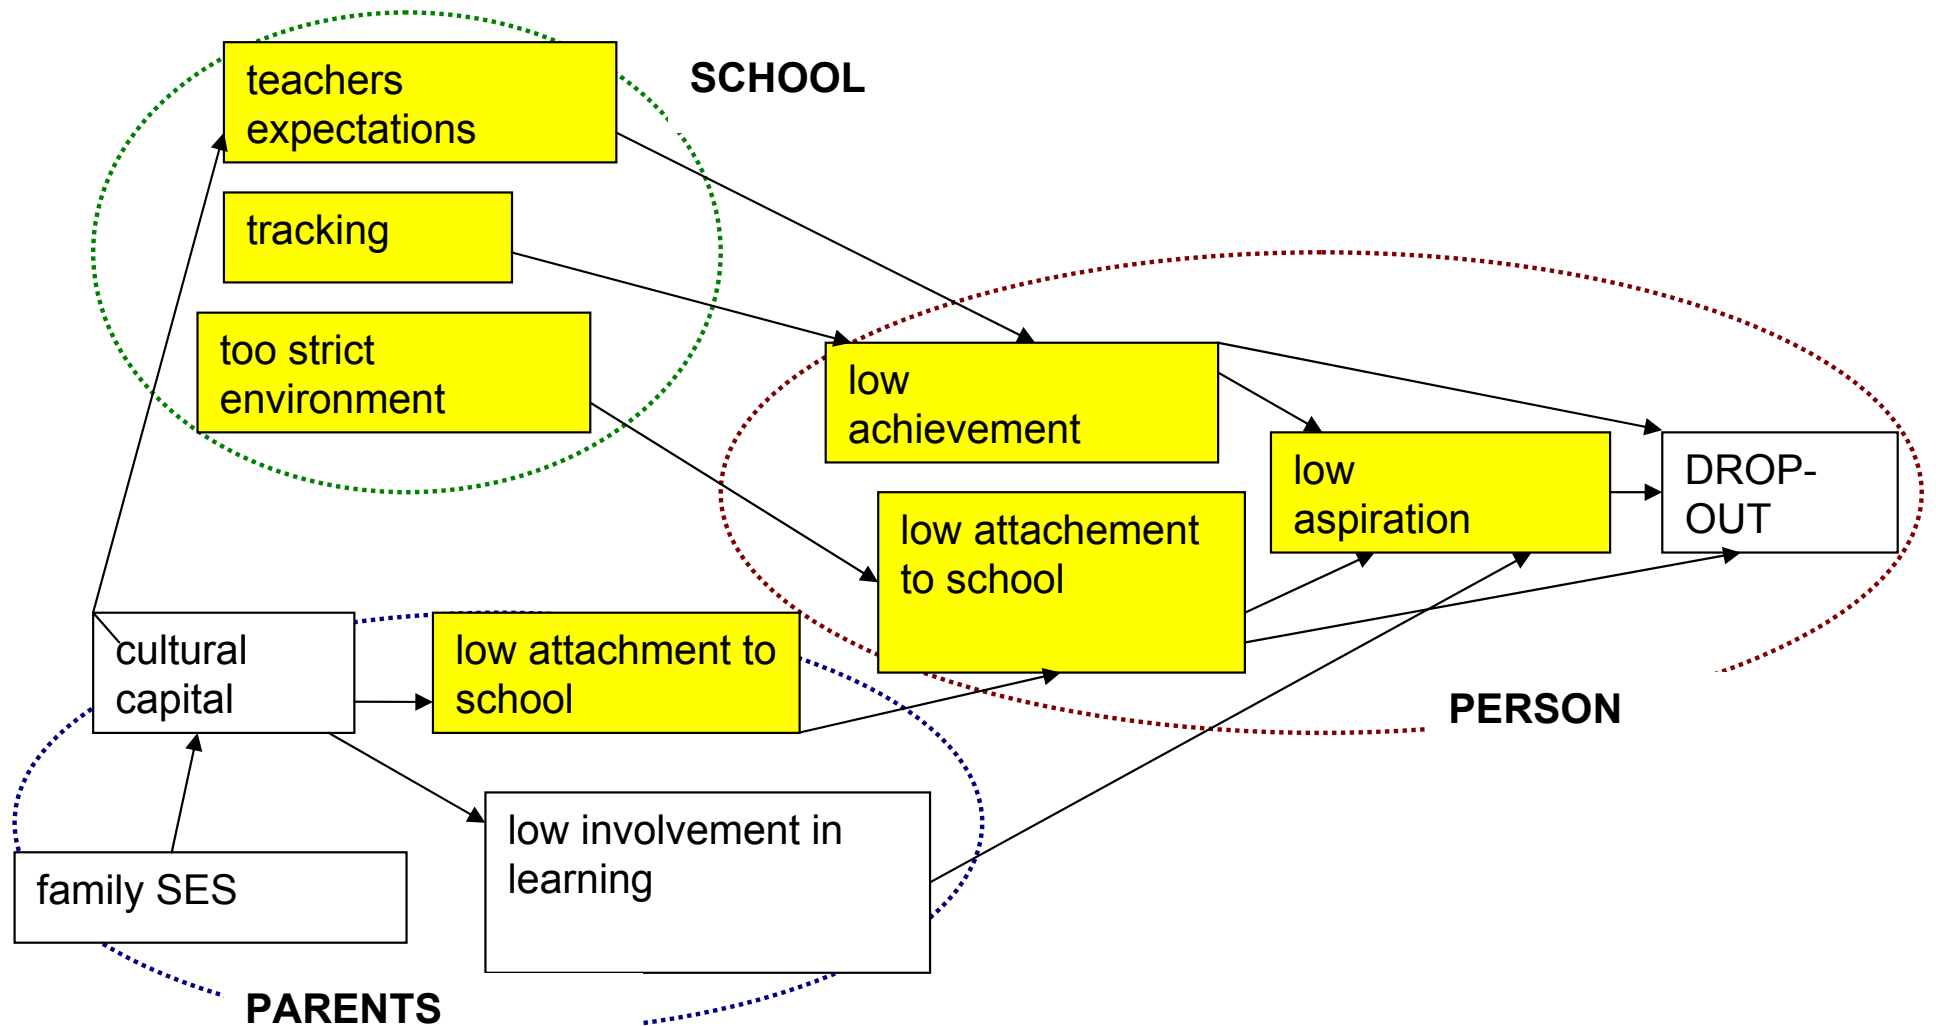 teachers
expectations
SCHOOL
tracking
too strict
environment
low
achievement
low
aspiration
DROP-
OUT
low attachement
to school
cultural
capital
low attachment to
school
PERSON
low involvement in
learning
family SES
PARENTS